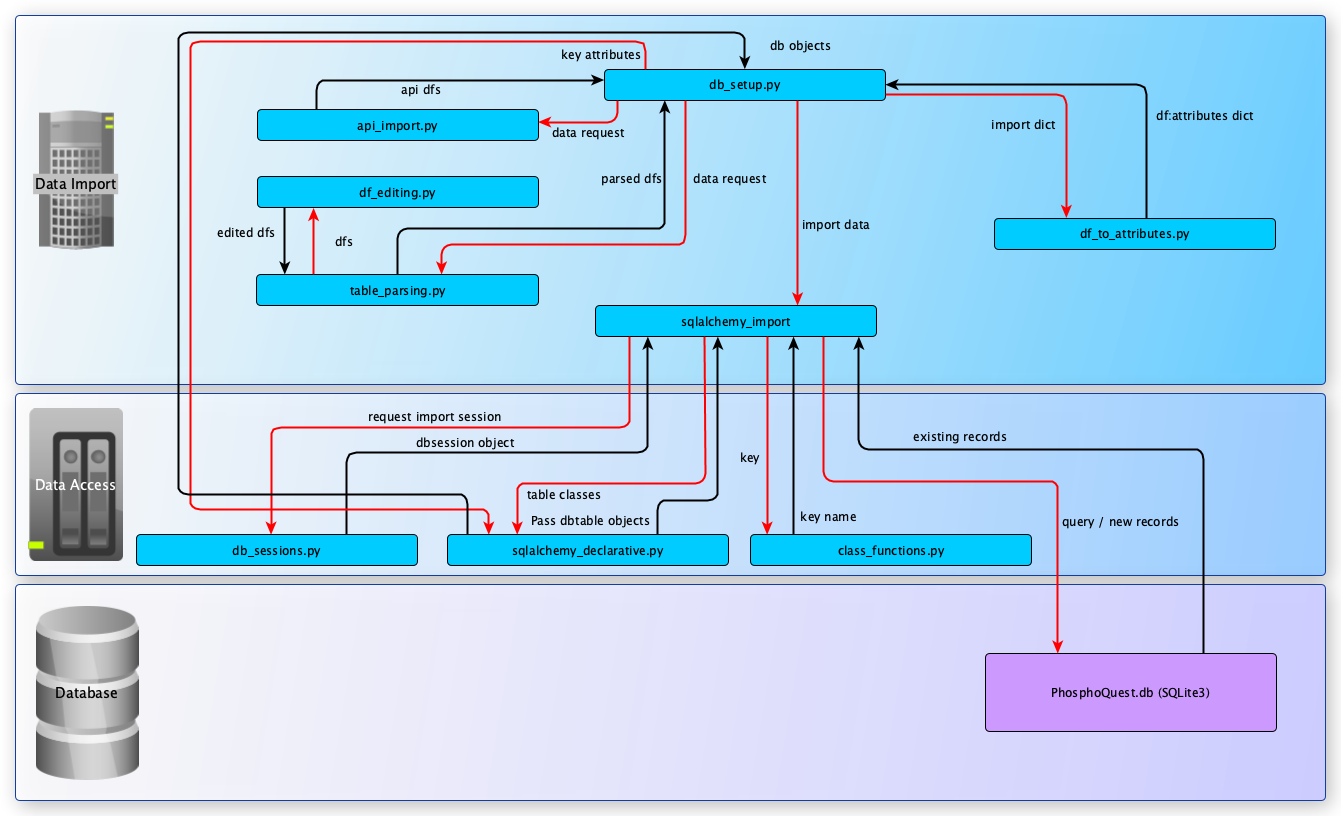 db objects
key attributes
db_setup.py
api dfs
df:attributes dict
api_import.py
import dict
data request
Data Import
parsed dfs
data request
df_editing.py
import data
edited dfs
dfs
df_to_attributes.py
table_parsing.py
sqlalchemy_import
request import session
dbsession object
existing records
key
Data Access
table classes
Pass dbtable objects
key name
query / new records
db_sessions.py
sqlalchemy_declarative.py
class_functions.py
Database
PhosphoQuest.db (SQLite3)